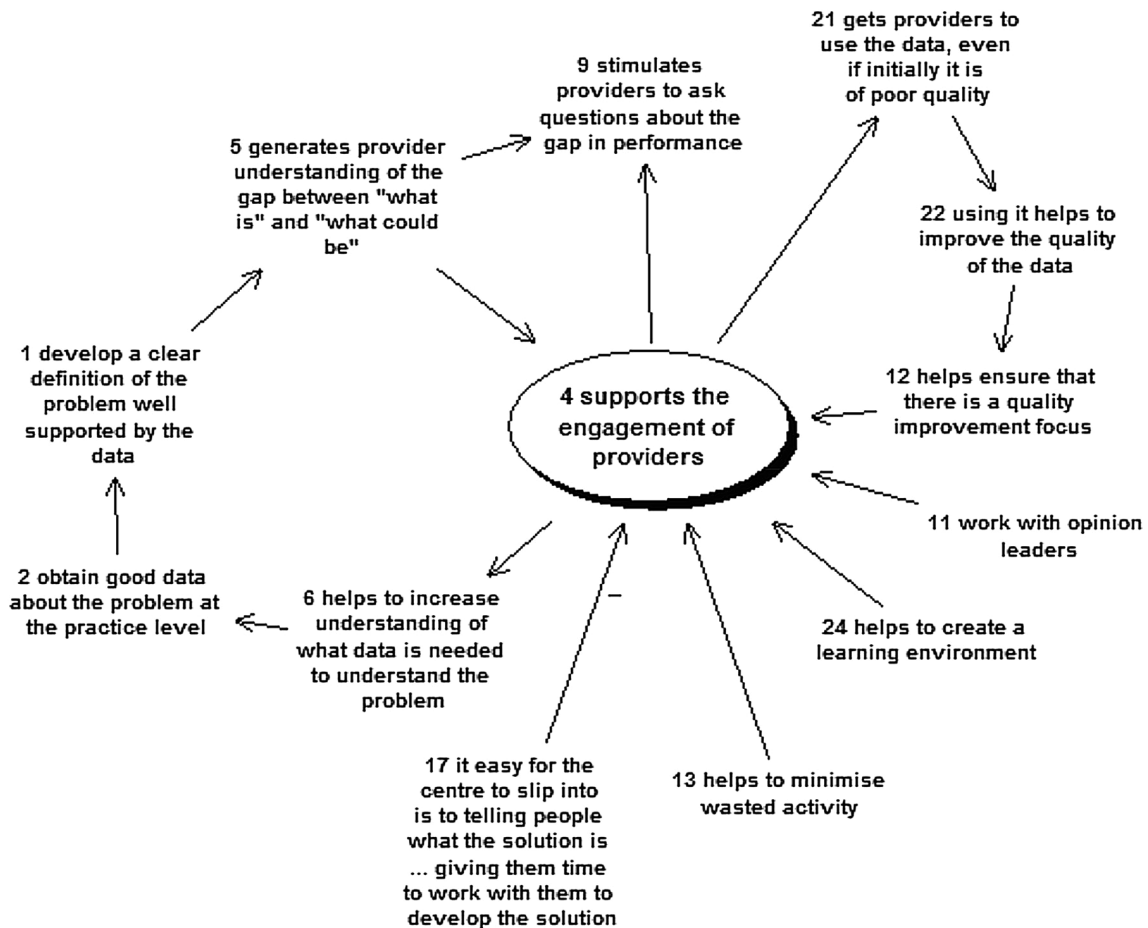 21 gets providers to
use the data, even
if initially it is
of poor quality
9 stimulates
providers to ask
questions about the
gap in performance
5 generates provider
understanding of the
gap between "what
is" and "what could
be"
22 using it helps to
improve the quality
of the data
1 develop a clear
definition of the
problem well
supported by the
data
4 supports the
engagement of
providers
12 helps ensure that
there is a quality
improvement focus
11 work with opinion
leaders
2 obtain good data
about the problem at
the practice level
6 helps to increase
understanding of
what data is needed
to understand the
problem
–
24 helps to create a
learning environment
17 it easy for the
centre to slip into
is to telling people
what the solution is
... giving them time
to work with them to
develop the solution
13 helps to minimise
wasted activity